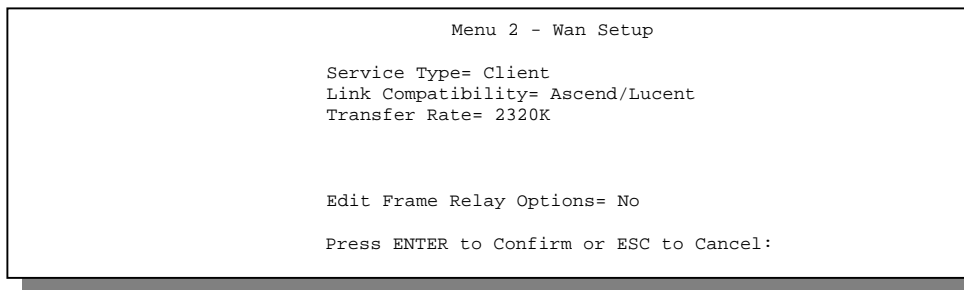 Menu 2 - Wan Setup
Service Type= Client
Link Compatibility= Ascend/Lucent
Transfer Rate= 2320K
Edit Frame Relay Options= No
Press ENTER to Confirm or ESC to Cancel: